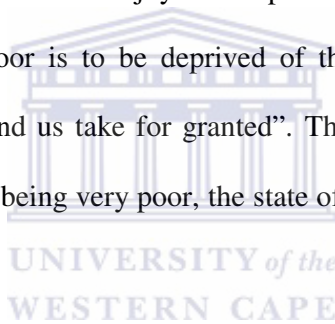 oor is to be deprived of th
nd us take for granted”. Th
being very poor, the state of
UNIVERSITY of the
WESTERN CAPE